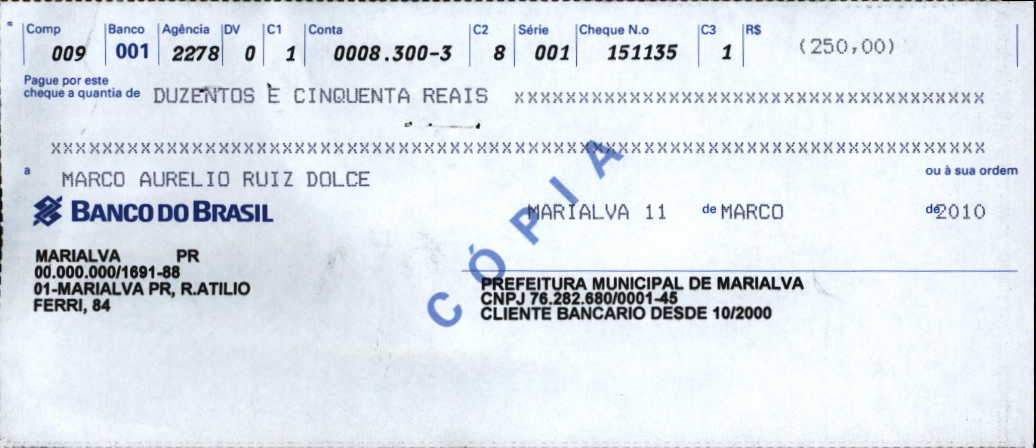 Comp Banco Agência DV C1 Conta C2 Série Cheque N.o C3 R$
009 001 2278 0 1 0008.300-3 8 001 151135 1 (250,00)
Pague por este
cheque a quantia de DUZENTOS E CINQUENTA REAIS xxxxxxxxxxxxxxxxxxxxxxxxxxxxxxxxxxxxx
xxxxxxxxxxxxxxxxxxxxxxxxxxxxxxxxxxxxxxxxxxxxxxxxxxxxxxxxxxxxxxxxxxxxxxxxx
a MARCO AURELIO RUIZ DOLCE ou à sua ordem
BANCO DO BRASIL MARIALVA 11 de MARCO de 2010
CÓPIA
MARIALVA PR
00.000.000/1691-88
01-MARIALVA PR, R.ATILIO
FERRI, 84
PREFEITURA MUNICIPAL DE MARIALVA
CNPJ 76.282.680/0001-45
CLIENTE BANCARIO DESDE 10/2000